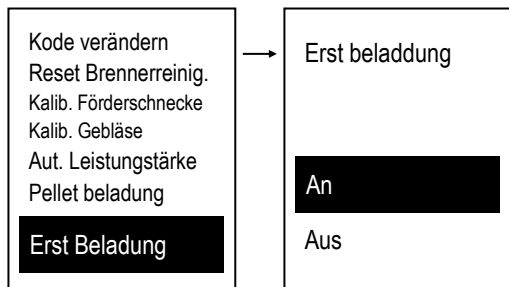 Kode verändern
Reset Brennerreinig.
Kalib. Förderschnecke
Kalib. Gebläse
Aut. Leistungstärke
Pellet beladung
Erst Beladung
Erst beladdung
An
Aus